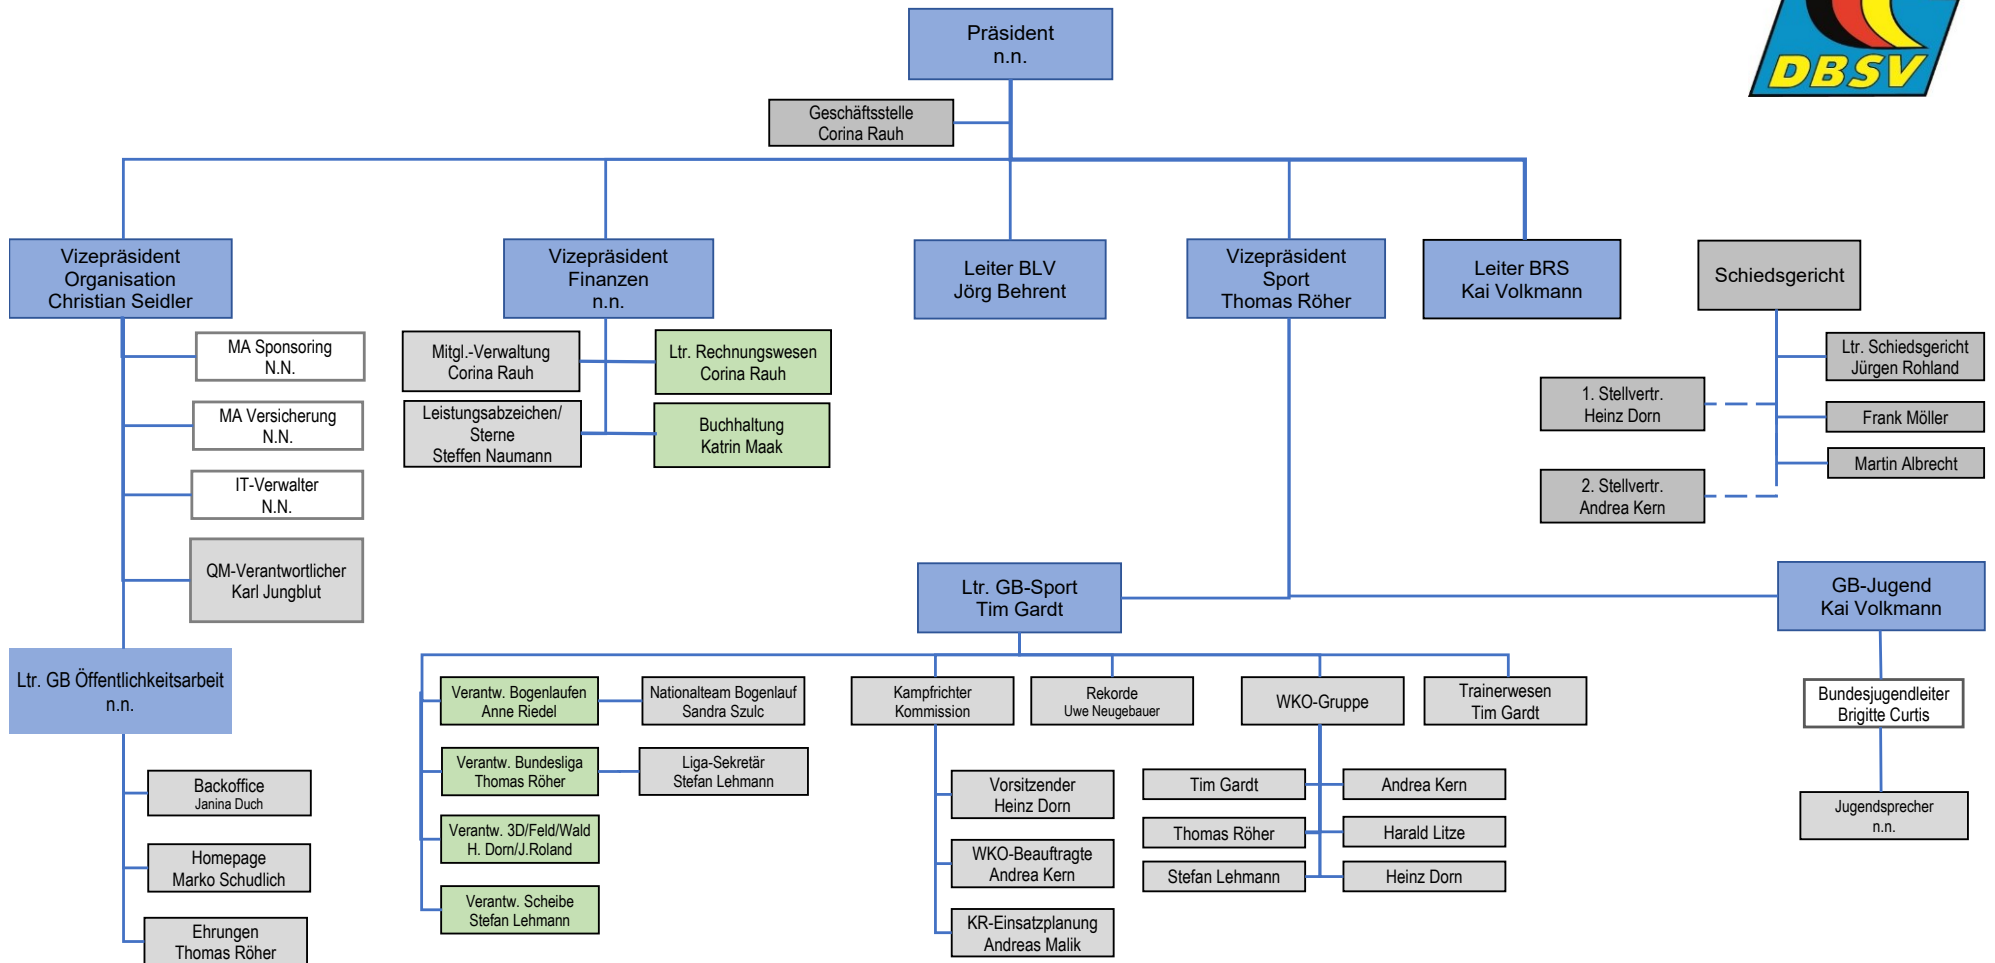 Präsident
n.n.
DBSV
Geschäftsstelle
Corina Rauh
Vizepräsident
Organisation
Christian Seidler
Vizepräsident
Finanzen
n.n.
Leiter BLV
Jörg Behrent
Vizepräsident
Sport
Thomas Röher
Leiter BRS
Kai Volkmann
Schiedsgericht
MA Sponsoring
N.N.
MA Versicherung
N.N.
IT-Verwalter
N.N.
QM-Verantwortlicher
Karl Jungblut
Mitgl.-Verwaltung
Corina Rauh
Ltr. Rechnungswesen
Corina Rauh
Leistungsabzeichen/
Sterne
Steffen Naumann
Buchhaltung
Katrin Maak
Ltr. Schiedsgericht
Jürgen Rohland
1. Stellvertr.
Heinz Dorn
Frank Möller
Martin Albrecht
2. Stellvertr.
Andrea Kern
Ltr. GB-Sport
Tim Gardt
GB-Jugend
Kai Volkmann
Ltr. GB Öffentlichkeitsarbeit
n.n.
Backoffice
Janina Duch
Homepage
Marko Schudlich
Ehrungen
Thomas Röher
Verantw. Bogenlaufen
Anne Riedel
Nationalteam Bogenlauf
Sandra Szulc
Verantw. Bundesliga
Thomas Röher
Liga-Sekretär
Stefan Lehmann
Verantw. 3D/Feld/Wald
H. Dorn/J.Roland
Verantw. Scheibe
Stefan Lehmann
Kampfrichter
Kommission
Vorsitzender
Heinz Dorn
WKO-Beauftragte
Andrea Kern
KR-Einsatzplanung
Andreas Malik
Rekorde
Uwe Neugebauer
WKO-Gruppe
Tim Gardt
Andrea Kern
Thomas Röher
Harald Litze
Stefan Lehmann
Heinz Dorn
Trainerwesen
Tim Gardt
Bundesjugendleiter
Brigitte Curtis
Jugendsprecher
n.n.